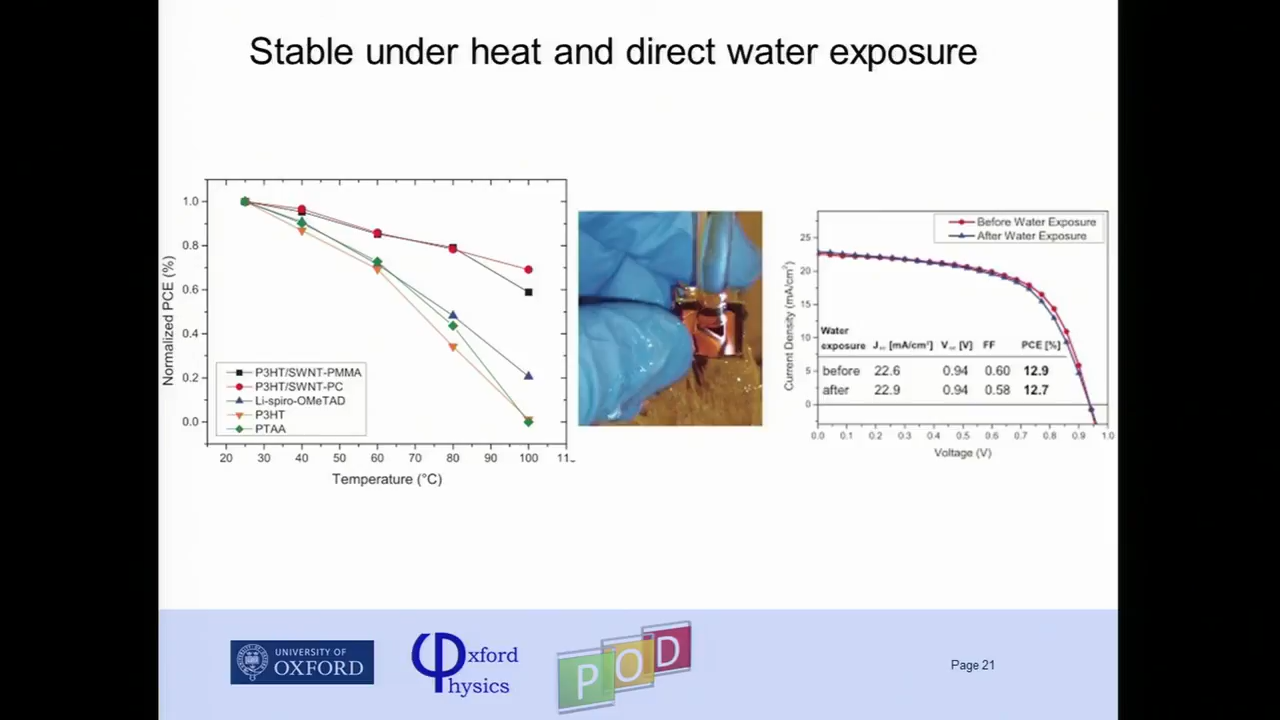 Stable under heat and direct water exposure
Normalized PCE (%)
1.0
0.8
0.6
0.4
0.2
0.0
P3HT/SWNT-PMMA
P3HT/SWNT-PC
Li-spiro-OMeTAD
P3HT
PTAA
20 30 40 50 60 70 80 90 100
Temperature (°C)
Current Density (mA/cm²)
25
20
15
10
5
0
Before Water Exposure
After Water Exposure
Water
exposure [mA/cm²] [V] FF PCE [%]
before 22.6 0.94 0.60 12.9
after 22.9 0.94 0.58 12.7
0.0 0.1 0.2 0.3 0.4 0.5 0.6 0.7 0.8 0.9 1.0
Voltage (V)
UNIVERSITY OF
OXFORD
Oxford
Physics
POD
Page 21